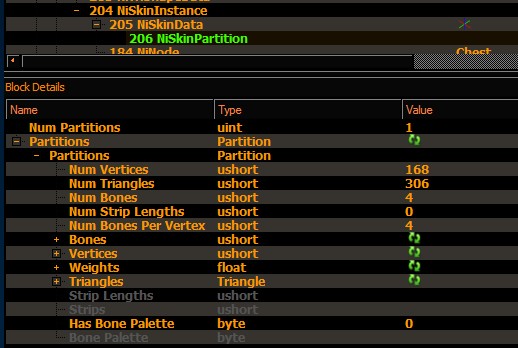 204 NiSkinInstance
205 NiSkinData
206 NiSkinPartition
184 NiNode Chest
Block Details
Name Type Value
Num Partitions uint 1
Partitions Partition
Partitions Partition
Num Vertices ushort 168
Num Triangles ushort 306
Num Bones ushort 4
Num Strip Lengths ushort 0
Num Bones Per Vertex ushort 4
Bones ushort
Vertices ushort
Weights float
Triangles Triangle
Strip Lengths ushort
Strips ushort
Has Bone Palette byte 0
Bone Palette byte